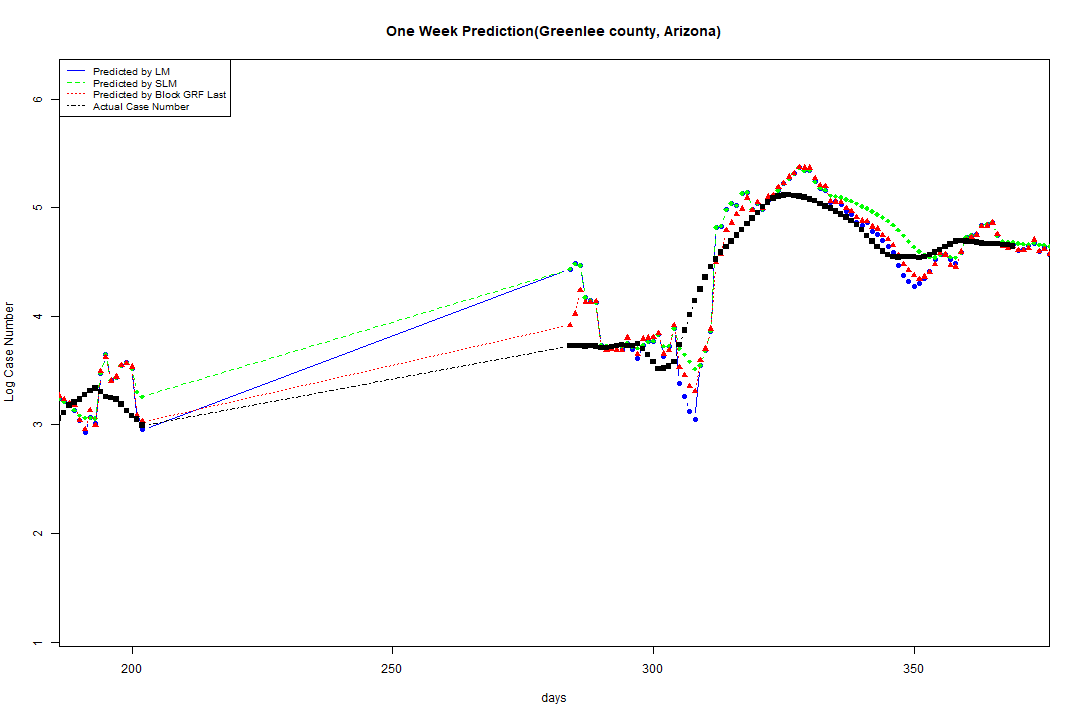 One Week Prediction(Greenlee county, Arizona)
Predicted by LM
Predicted by SLM
Predicted by Block GRF Last
Actual Case Number
Log Case Number
6
5
4
3
2
1
200
250
300
350
days